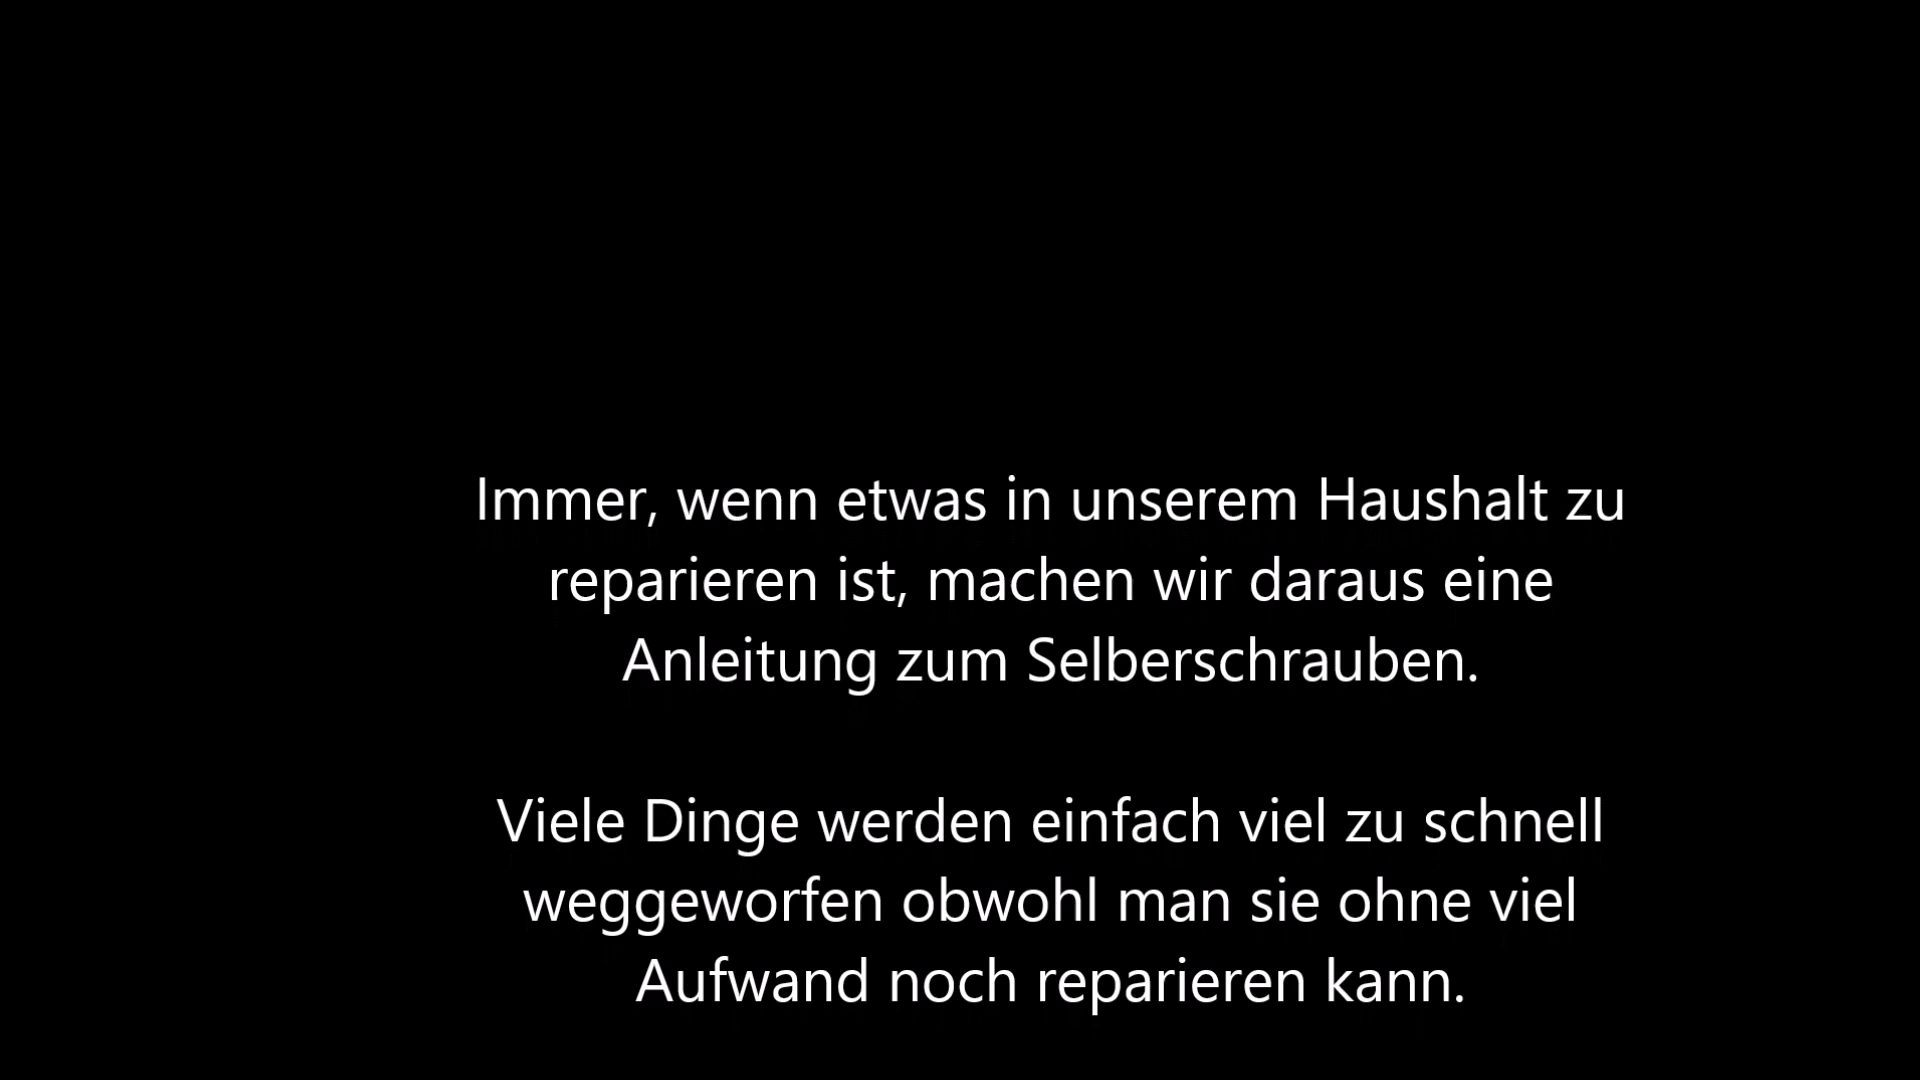 Immer, wenn etwas in unserem Haushalt zu
reparieren ist, machen wir daraus eine
Anleitung zum Selberschrauben.
Viele Dinge werden einfach viel zu schnell
weggeworfen obwohl man sie ohne viel
Aufwand noch reparieren kann.